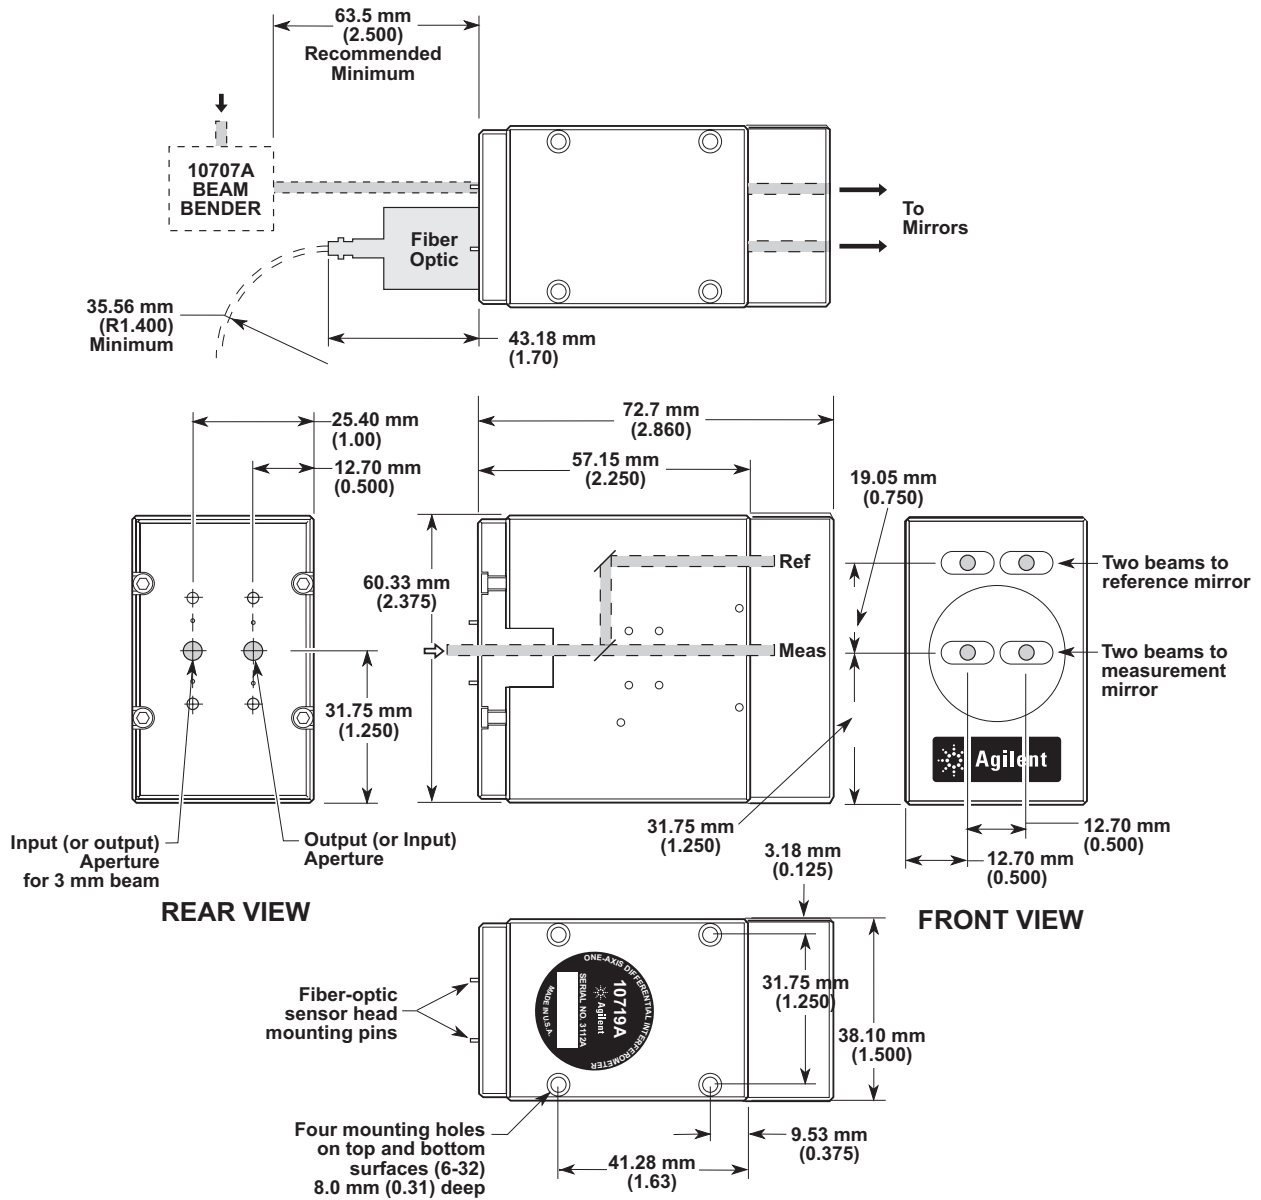 63.5 mm
(2.500)
Recommended
Minimum
10707A
BEAM
BENDER
Fiber
Optic
To
Mirrors
35.56 mm
(R1.400)
Minimum
43.18 mm
(1.70)
25.40 mm
(1.00)
12.70 mm
(0.500)
72.7 mm
(2.860)
57.15 mm
(2.250)
19.05 mm
(0.750)
60.33 mm
(2.375)
Ref
Meas
Two beams to
reference mirror
Two beams to
measurement
mirror
31.75 mm
(1.250)
Agilent
Input (or output)
Aperture
for 3 mm beam
Output (or Input)
Aperture
31.75 mm
(1.250)
12.70 mm
(0.500)
12.70 mm
(0.500)
REAR VIEW
3.18 mm
(0.125)
FRONT VIEW
Fiber-optic
sensor head
mounting pins
ONE-AXIS DIFFERENTIAL INTERFEROMETER
10719A
Agilent
SERIAL NO. 3112A
MADE IN U.S.A.
31.75 mm
(1.250)
38.10 mm
(1.500)
Four mounting holes
on top and bottom
surfaces (6-32)
8.0 mm (0.31) deep
41.28 mm
(1.63)
9.53 mm
(0.375)